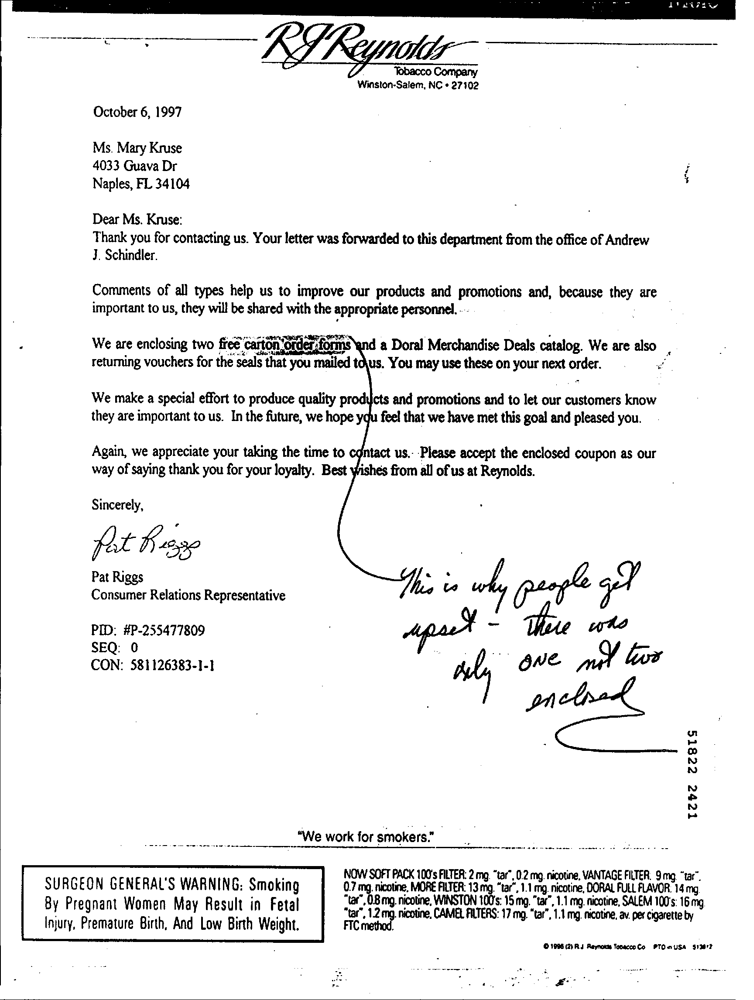 RJReynolds
Tobacco Company
Winston-Salem, NC • 27102
October 6, 1997
Ms. Mary Kruse
4033 Guava Dr
Naples, FL 34104
Dear Ms. Kruse:
Thank you for contacting us. Your letter was forwarded to this department from the office of Andrew
J. Schindler.
Comments of all types help us to improve our products and promotions and, because they are
important to us, they will be shared with the appropriate personnel.
We are enclosing two free carton order forms and a Doral Merchandise Deals catalog. We are also
returning vouchers for the seals that you mailed to us. You may use these on your next order.
We make a special effort to produce quality products and promotions and to let our customers know
they are important to us. In the future, we hope you feel that we have met this goal and pleased you.
Again, we appreciate your taking the time to contact us. Please accept the enclosed coupon as our
way of saying thank you for your loyalty. Best wishes from all of us at Reynolds.
Sincerely,
Pat Riggs
Pat Riggs
Consumer Relations Representative
PID: #P-255477809
SEQ: 0
CON: 581126383-1-1
This is why people get
upset - there was
only one not two
enclosed
51822 2421
"We work for smokers."
SURGEON GENERAL'S WARNING: Smoking
By Pregnant Women May Result in Fetal
Injury, Premature Birth, And Low Birth Weight.
NOW SOFT PACK 100's FILTER: 2 mg. "tar", 0.2 mg. nicotine, VANTAGE FILTER: 9 mg. "tar",
0.7 mg. nicotine, MORE FILTER: 13 mg. "tar", 1.1 mg. nicotine, DORAL FULL FLAVOR: 14 mg.
"tar", 0.8 mg. nicotine, WINSTON 100's: 15 mg. "tar", 1.1 mg. nicotine, SALEM 100's: 16 mg.
"tar", 1.2 mg. nicotine, CAMEL FILTERS: 17 mg. "tar", 1.1 mg. nicotine, av. per cigarette by
FTC method.
© 1996 (2) R.J. Reynolds Tobacco Co PTD in USA